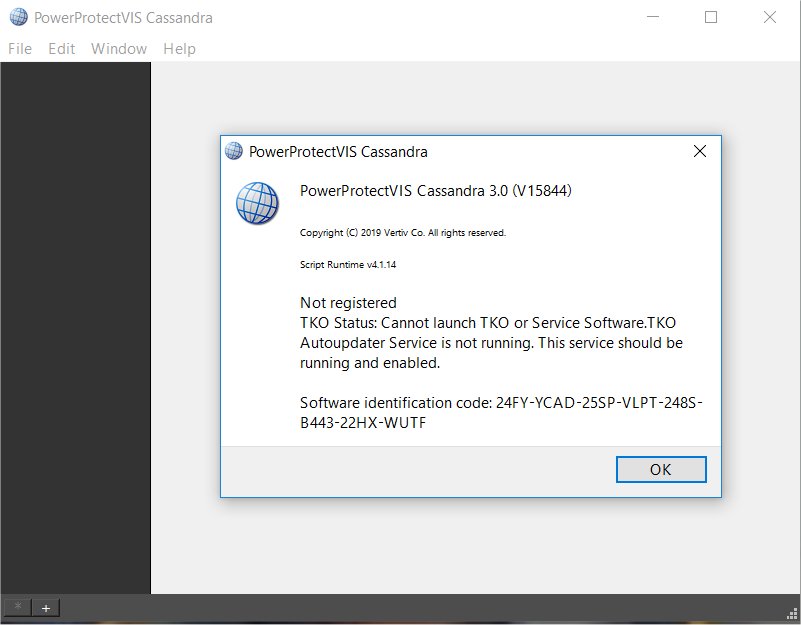 PowerProtectVIS Cassandra
File Edit Window Help
PowerProtectVIS Cassandra
PowerProtectVIS Cassandra 3.0 (V15844)
Copyright (C) 2019 Vertiv Co. All rights reserved.
Script Runtime v4.1.14
Not registered
TKO Status: Cannot launch TKO or Service Software.TKO
Autoupdater Service is not running. This service should be
running and enabled.
Software identification code: 24FY-YCAD-25SP-VLPT-248S-
B443-22HX-WUTF
OK
* +